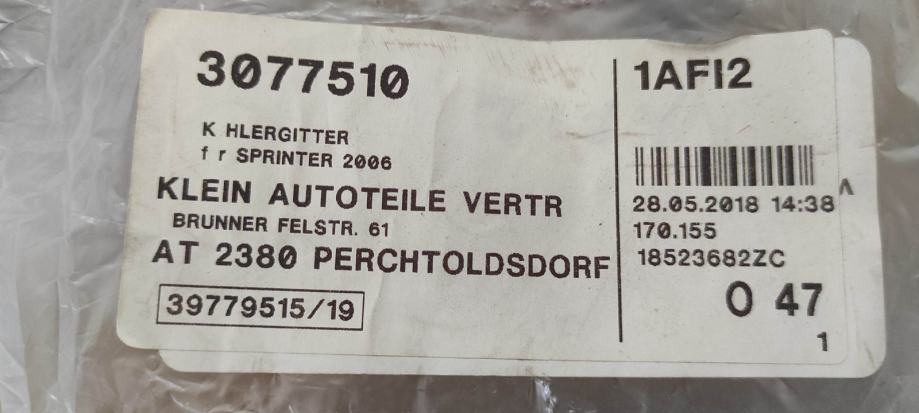 3077510
K HLERGITTER
f r SPRINTER 2006
KLEIN AUTOTEILE VERTR
BRUNNER FELSTR. 61
AT 2380 PERCHTOLDSDORF
39779515/19
1AFI2
28.05.2018 14:38
170.155
18523682ZC
O 47
1